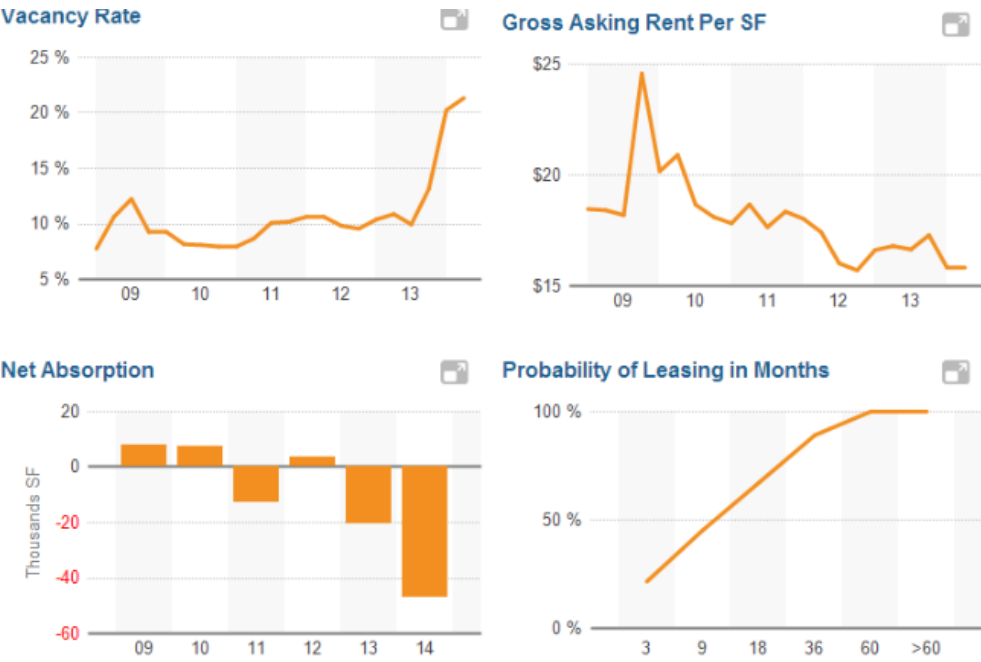 Vacancy Rate
25 %
20 %
15 %
10 %
5 %
09 10 11 12 13
Gross Asking Rent Per SF
$25
$20
$15
09 10 11 12 13
Net Absorption
Thousands SF
20
0
-20
-40
-60
09 10 11 12 13 14
Probability of Leasing in Months
100 %
50 %
0 %
3 9 18 36 60 >60